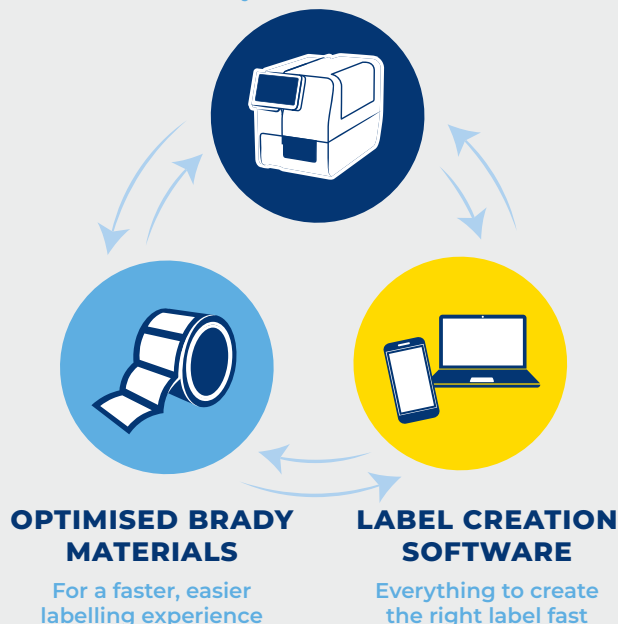 OPTIMISED BRADY
MATERIALS
For a faster, easier
labelling experience
LABEL CREATION
SOFTWARE
Everything to create
the right label fast